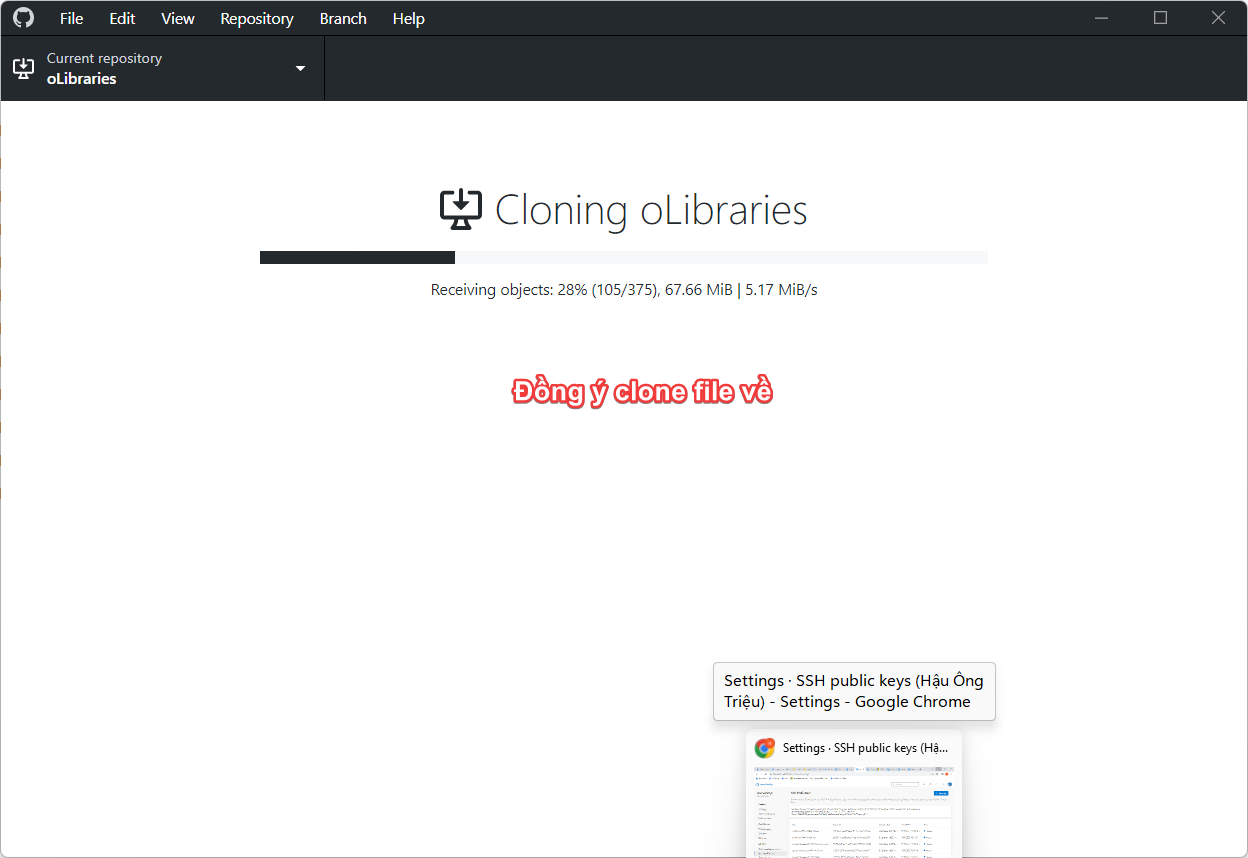 File Edit View Repository Branch Help
Current repository
oLibraries
Cloning oLibraries
Receiving objects: 28% (105/375), 67.66 MiB | 5.17 MiB/s
Đồng ý clone file về
Settings · SSH public keys (Hậu Ông
Triệu) - Settings - Google Chrome
Settings · SSH public keys (Hậ...